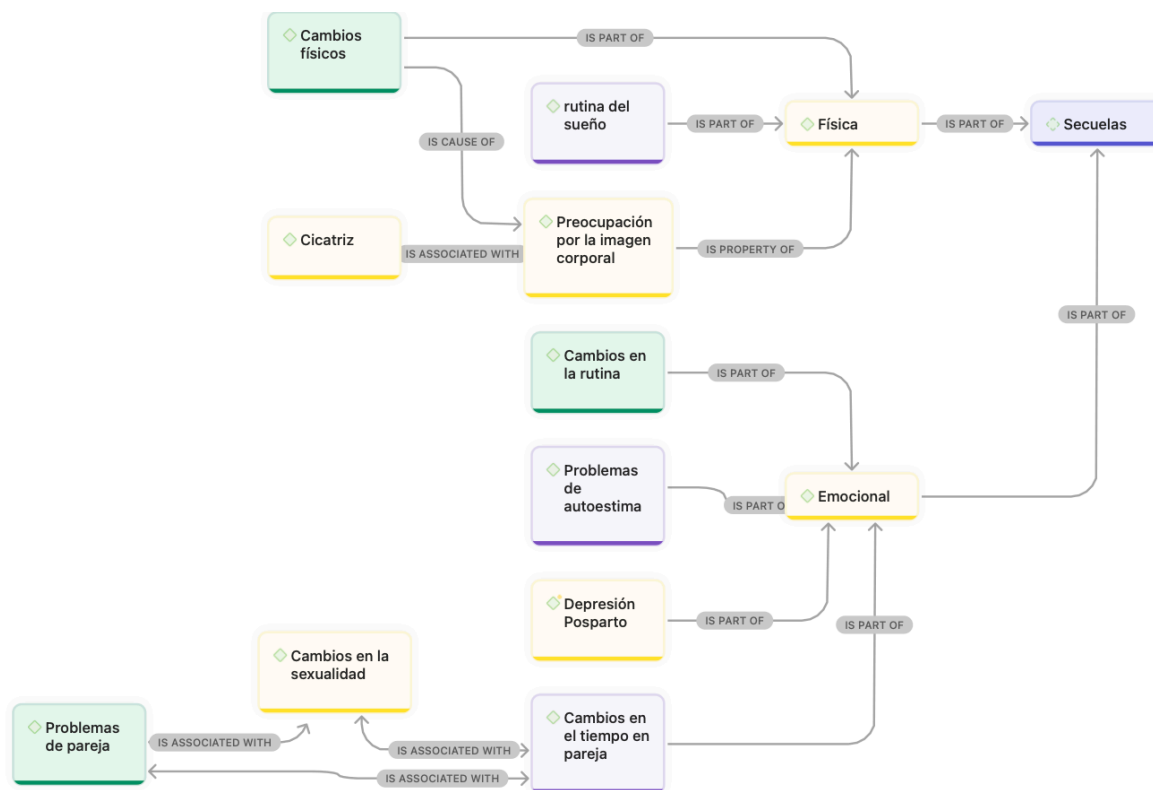 Cambios
físicos
IS PART OF
rutina del
sueño
IS PART OF
Física
IS PART OF
Secuelas
IS CAUSE OF
Cicatriz
IS ASSOCIATED WITH
Preocupación
por la imagen
corporal
IS PROPERTY OF
IS PART OF
Cambios en
la rutina
IS PART OF
Problemas
de
autoestima
IS PART O
Emocional
Depresión
Posparto
IS PART OF
IS PART OF
Cambios en la
sexualidad
Problemas
de pareja
IS ASSOCIATED WITH
IS ASSOCIATED WITH
IS ASSOCIATED WITH
Cambios en
el tiempo en
pareja